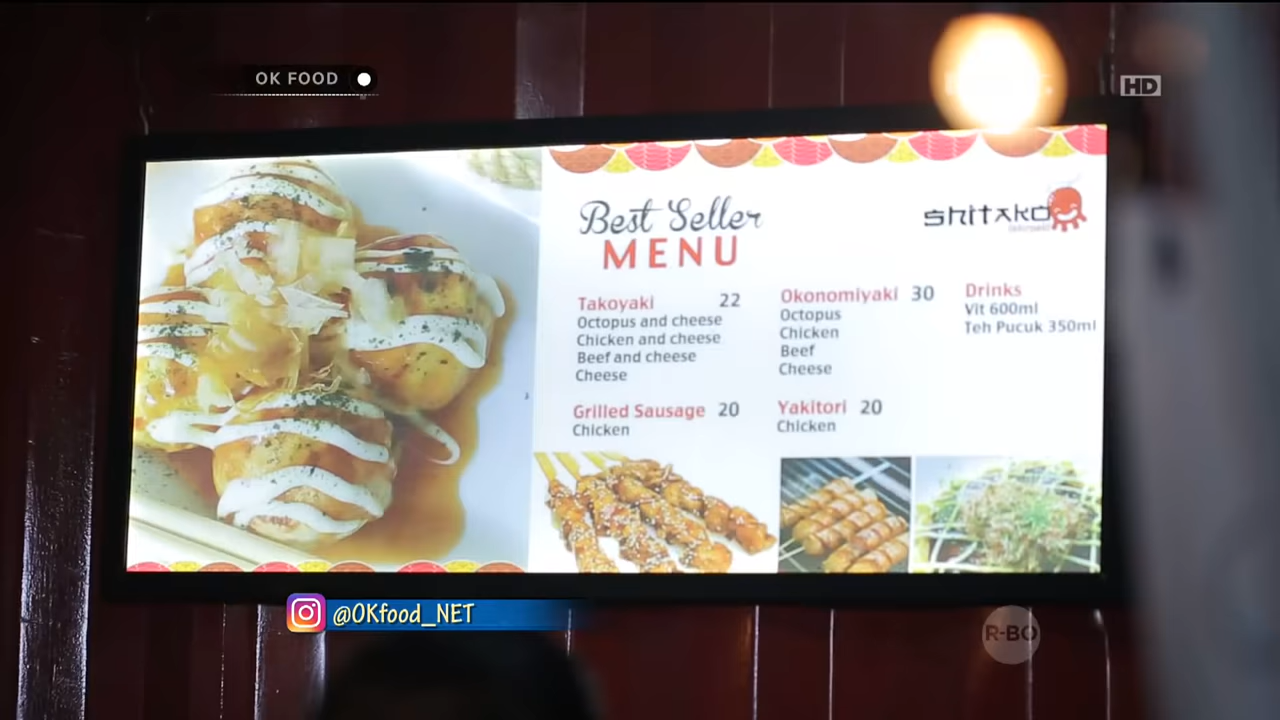 OK FOOD
HD
Best Seller
MENU
SHITAKO
Takoyaki 22
Octopus and cheese
Chicken and cheese
Beef and cheese
Cheese
Grilled Sausage 20
Chicken
Okonomiyaki 30
Octopus
Chicken
Beef
Cheese
Yakitori 20
Chicken
Drinks
Vit 600ml
Teh Pucuk 350ml
@OKfood_NET
R-BO